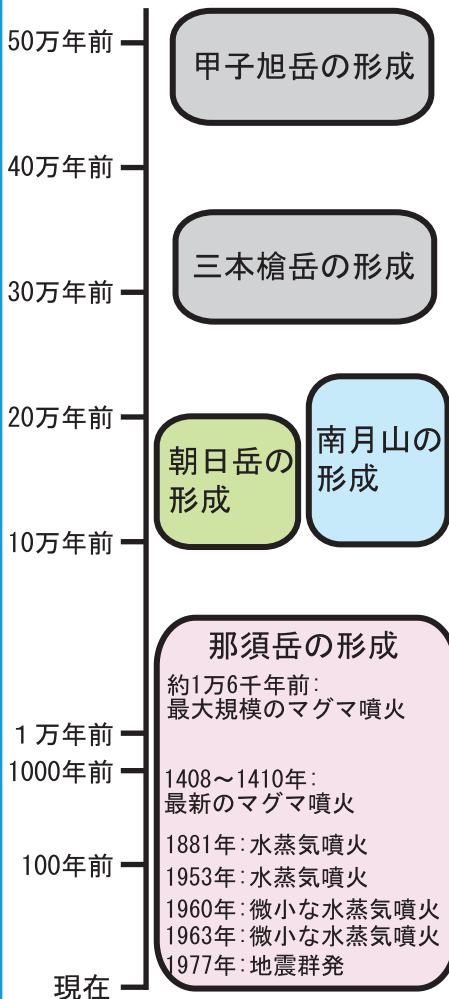 50万年前
甲子旭岳の形成
40万年前
三本槍岳の形成
30万年前
20万年前
朝日岳の
形成
南月山の
形成
10万年前
那須岳の形成
約1万6千年前:
最大規模のマグマ噴火
1万年前
1000年前
1408～1410年:
最新のマグマ噴火
1881年:水蒸気噴火
100年前
1953年:水蒸気噴火
1960年:微小な水蒸気噴火
1963年:微小な水蒸気噴火
1977年:地震群発
現在